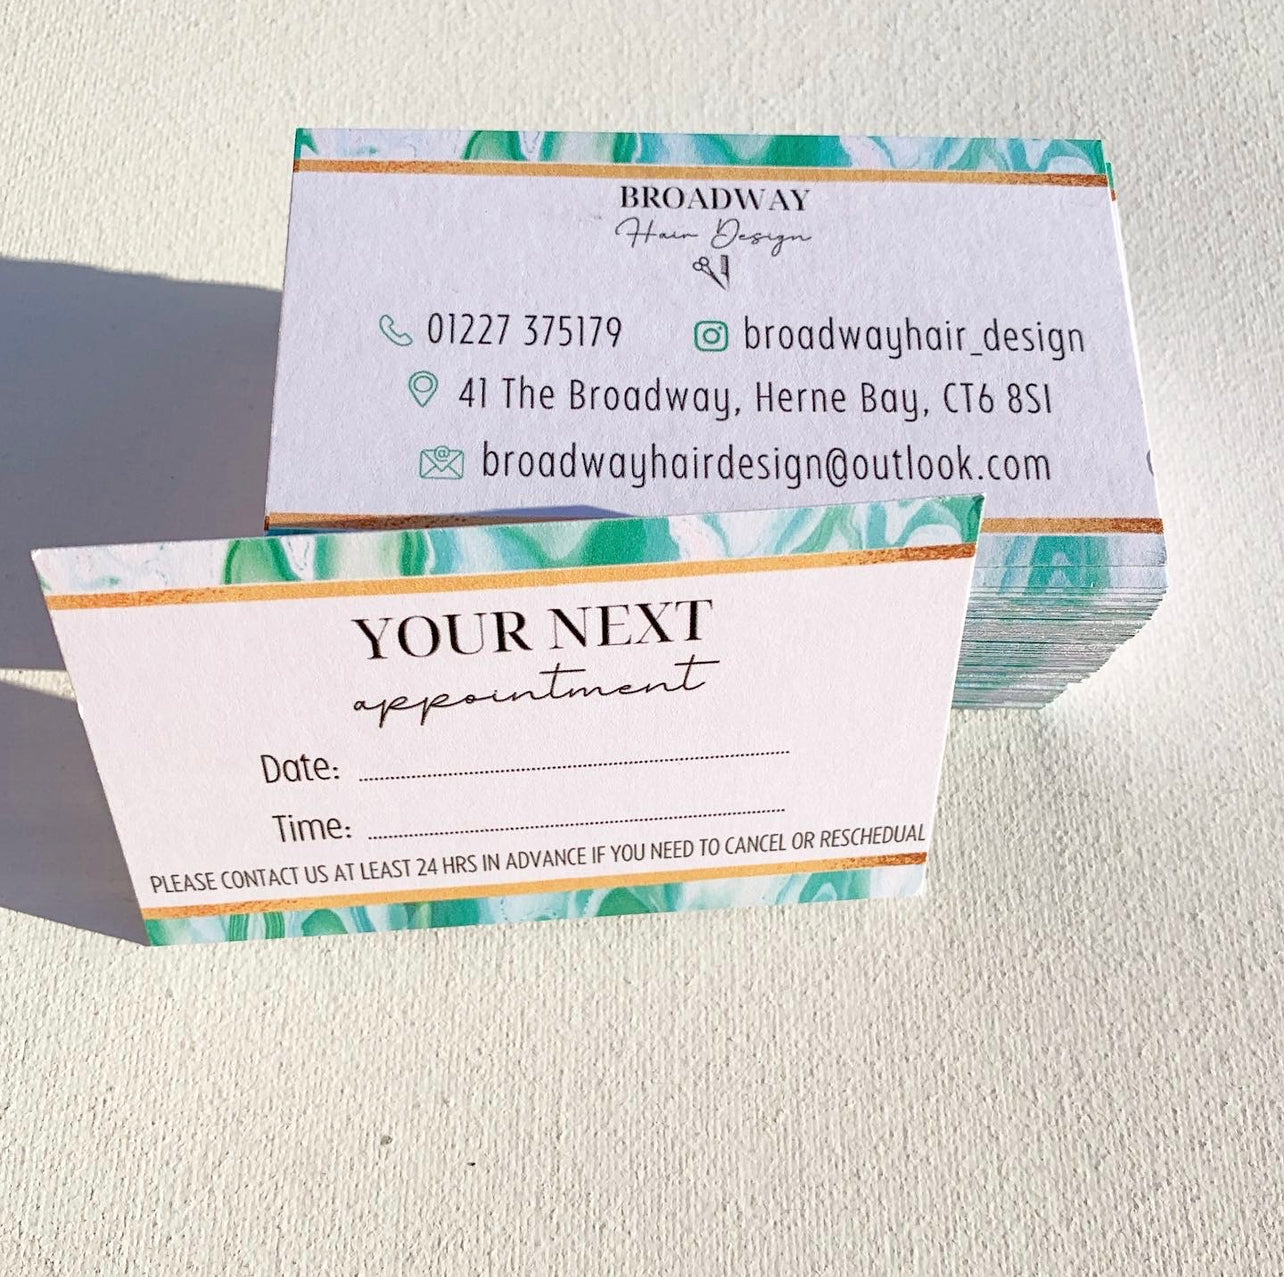 BROADWAY
Hair Design
01227 375179 broadwayhair_design
41 The Broadway, Herne Bay, CT6 8SI
broadwayhairdesign@outlook.com
YOUR NEXT
appointment
Date:
Time:
PLEASE CONTACT US AT LEAST 24 HRS IN ADVANCE IF YOU NEED TO CANCEL OR RESCHEDUAL